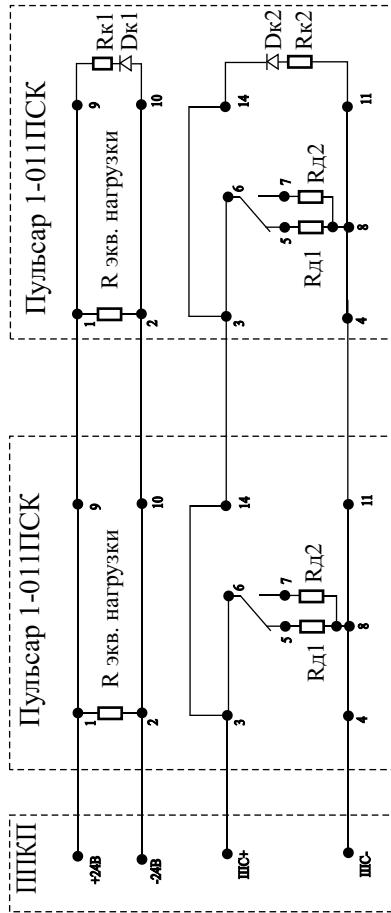 ППКП
Пульсар 1-011ПСК
Пульсар 1-011ПСК
+24В
1
9
1
9
Rк1
Dк1
R экв. нагрузки
R экв. нагрузки
-24В
2
10
2
10
ШС+
3
6
14
3
6
14
Dк2
Rк2
5
7
5
7
Rд1
Rд2
Rд1
Rд2
ШС-
4
8
11
4
8
11